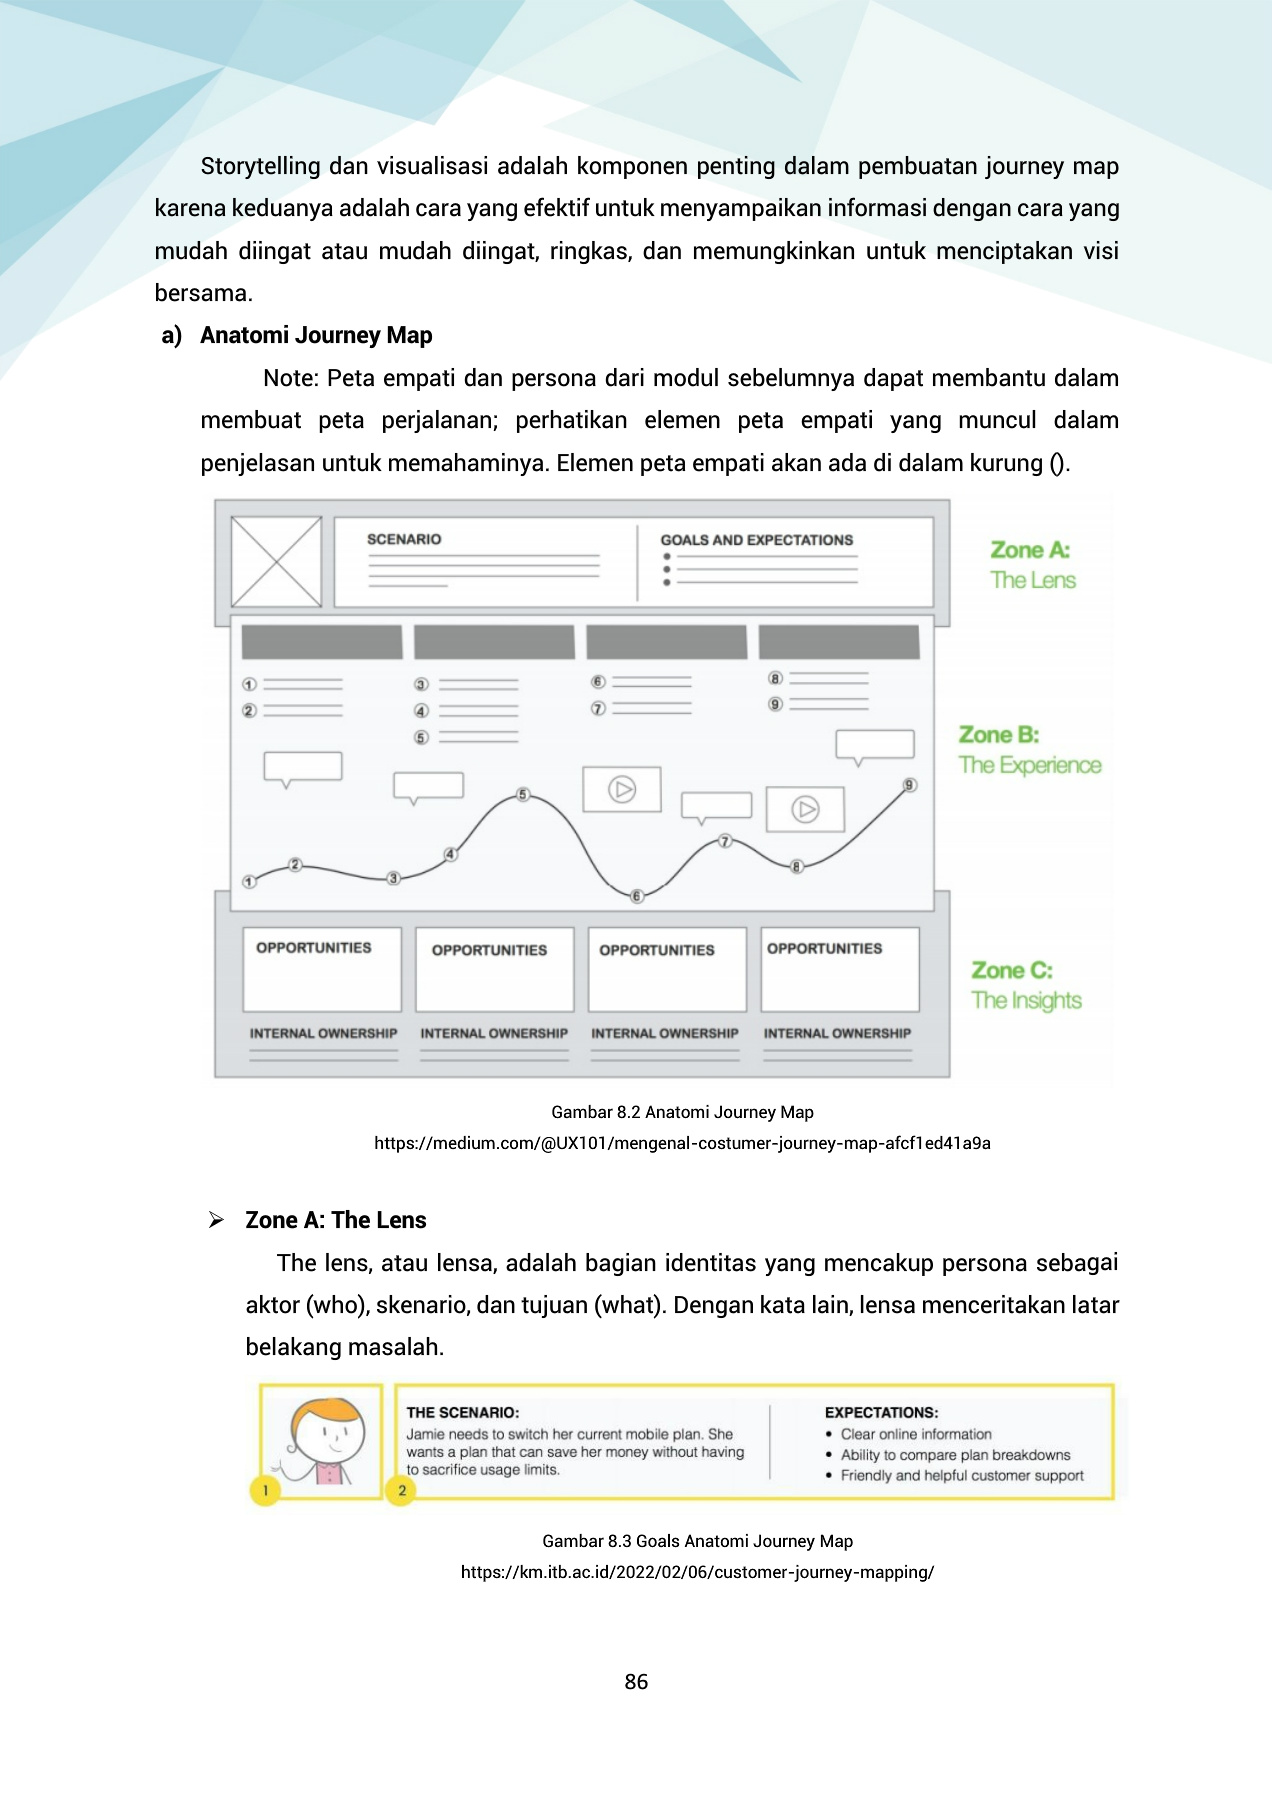 Storytelling dan visualisasi adalah komponen penting dalam pembuatan journey map
karena keduanya adalah cara yang efektif untuk menyampaikan informasi dengan cara yang
mudah diingat atau mudah diingat, ringkas, dan memungkinkan untuk menciptakan visi
bersama.
a) Anatomi Journey Map
Note: Peta empati dan persona dari modul sebelumnya dapat membantu dalam
membuat peta perjalanan; perhatikan elemen peta empati yang muncul dalam
penjelasan untuk memahaminya. Elemen peta empati akan ada di dalam kurung ().
SCENARIO
GOALS AND EXPECTATIONS
Zone A:
The Lens
1
2
3
4
5
6
7
8
9
Zone B:
The Experience
1
2
3
4
5
6
7
8
9
OPPORTUNITIES OPPORTUNITIES OPPORTUNITIES OPPORTUNITIES
INTERNAL OWNERSHIP INTERNAL OWNERSHIP INTERNAL OWNERSHIP INTERNAL OWNERSHIP
Zone C:
The Insights
Gambar 8.2 Anatomi Journey Map
https://medium.com/@UX101/mengenal-costumer-journey-map-afcf1ed41a9a
➢ Zone A: The Lens
The lens, atau lensa, adalah bagian identitas yang mencakup persona sebagai
aktor (who), skenario, dan tujuan (what). Dengan kata lain, lensa menceritakan latar
belakang masalah.
1
2
THE SCENARIO:
Jamie needs to switch her current mobile plan. She
wants a plan that can save her money without having
to sacrifice usage limits.
EXPECTATIONS:
• Clear online information
• Ability to compare plan breakdowns
• Friendly and helpful customer support
Gambar 8.3 Goals Anatomi Journey Map
https://km.itb.ac.id/2022/02/06/customer-journey-mapping/
86